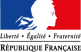 Liberté • Égalité • Fraternité
RÉPUBLIQUE FRANÇAISE